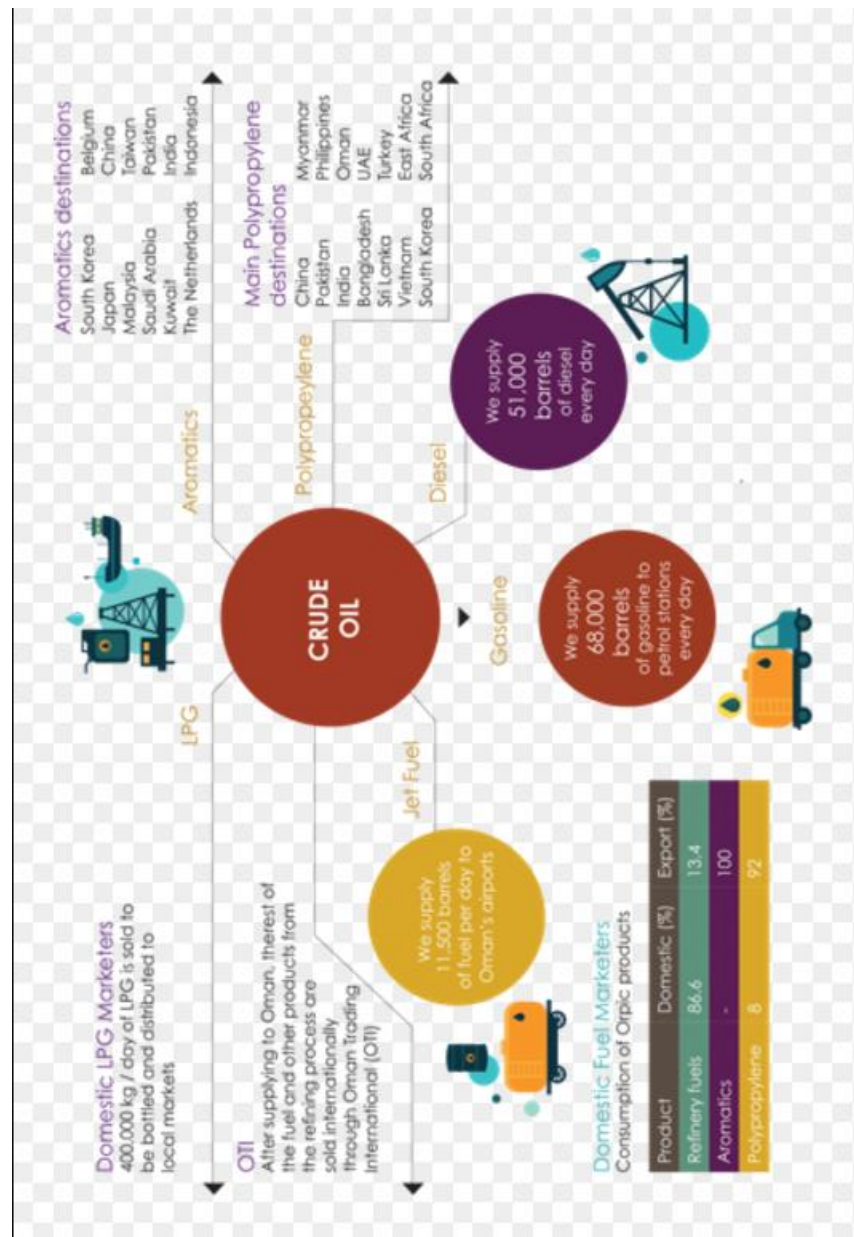 Domestic LPG Marketers
400,000 kg / day of LPG is sold to
be bottled and distributed to
local markets
OTI
After supplying to Oman, therest of
the fuel and other products from
the refining process are
sold internationally
through Oman Trading
International (OTI)
LPG
Aromatics
CRUDE
OIL
Polypropeylene
Aromatics destinations
South Korea Belgium
Japan China
Malaysia Taiwan
Saudi Arabia Pakistan
Kuwait India
The Netherlands Indonesia
Main Polypropylene
destinations
China Myanmar
Pakistan Philippines
India Oman
Bangladesh UAE
Sri Lanka Turkey
Vietnam East Africa
South Korea South Africa
Jet Fuel
We supply
11,500 barrels
of fuel per day to
Oman's airports
Gasoline
We supply
68,000
barrels
of gasoline to
petrol stations
every day
Diesel
We supply
51,000
barrels
of diesel
every day
Domestic Fuel Marketers
Consumption of Orpic products
Product Domestic (%) Export (%)
Refinery fuels 86.6 13.4
Aromatics - 100
Polypropylene 8 92